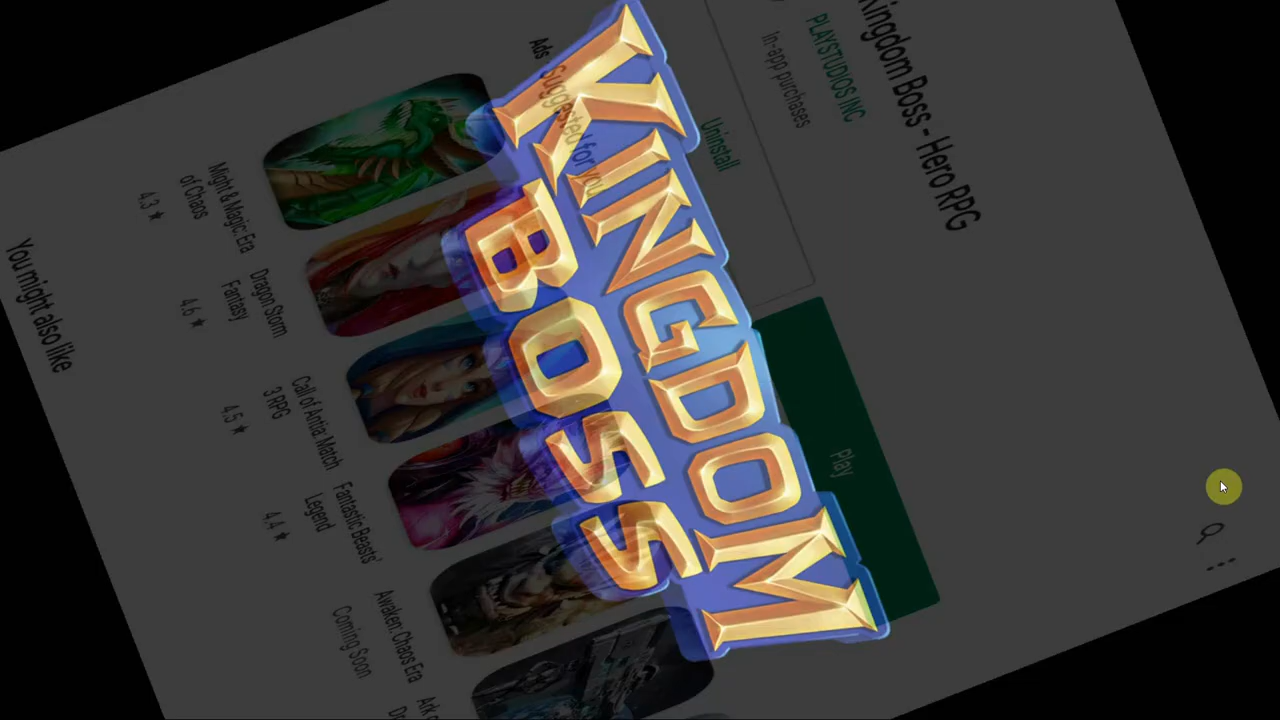 Kingdom Boss - Hero RPG
PLAYSTUDIOS INC
In-app purchases
Uninstall
Play
KINGDOM
BOSS
Ads
Suggested for you
Might & Magic: Era
of Chaos
4.3 ★
Dragon Storm
Fantasy
4.6 ★
Call of Antia: Match
3 RPG
4.5 ★
Fantastic Beasts'
Legend
4.4 ★
Awaken: Chaos Era
Coming Soon
Ark
You might also like